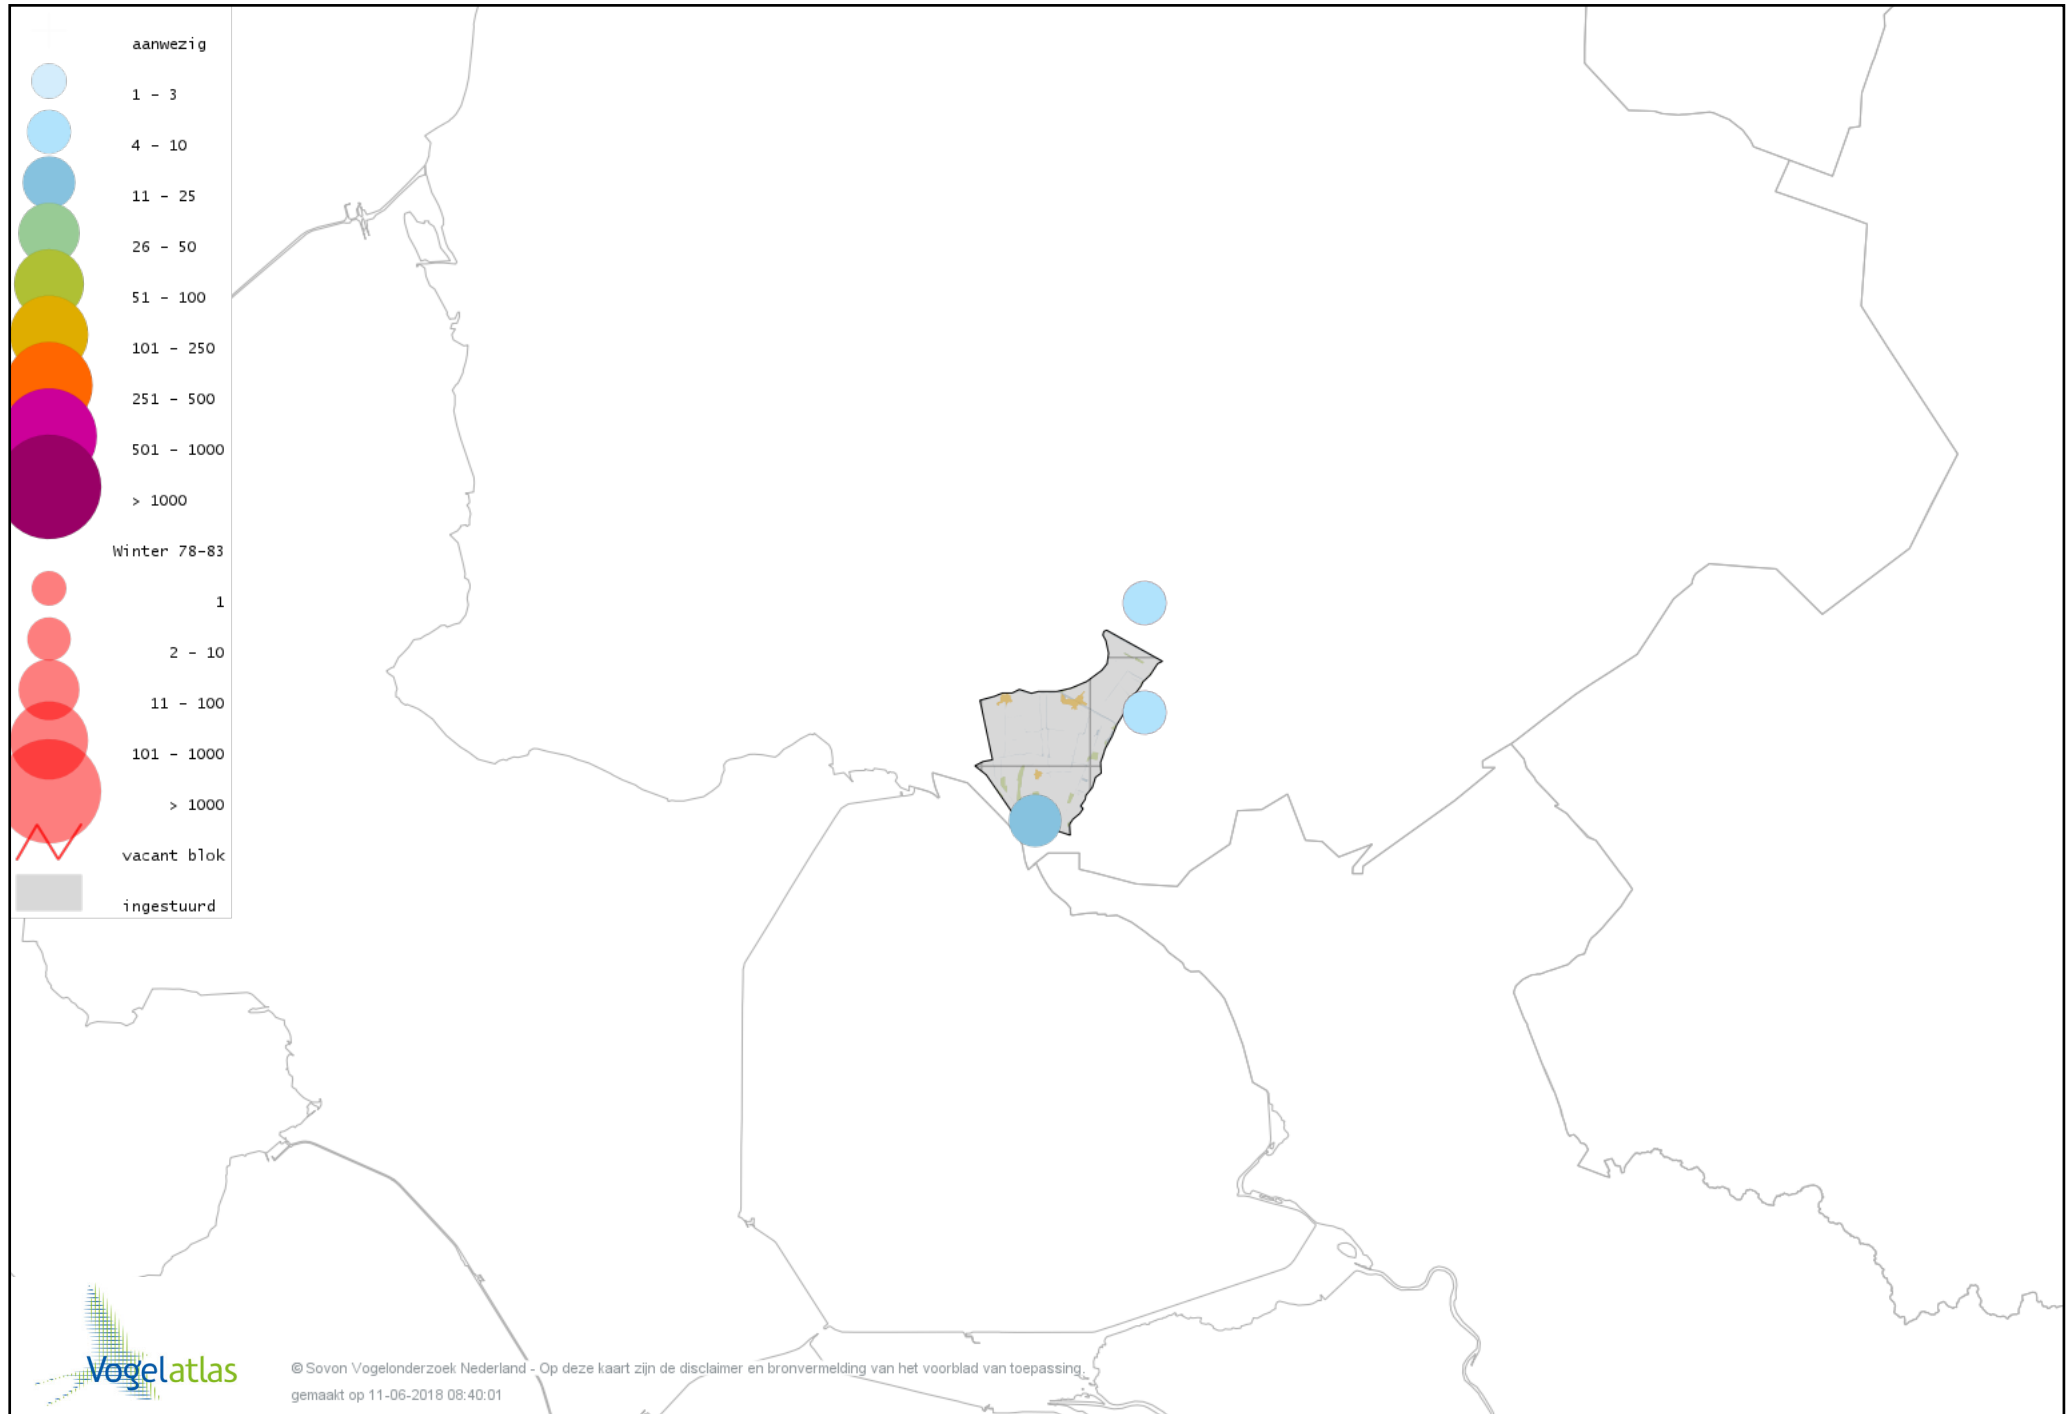 aanwezig
1 - 3
4 - 10
11 - 25
26 - 50
51 - 100
101 - 250
251 - 500
501 - 1000
> 1000
Winter 78-83
1
2 - 10
11 - 100
101 - 1000
> 1000
vacant blok
ingestuurd
Vogelatlas
© Sovon Vogelonderzoek Nederland - Op deze kaart zijn de disclaimer en bronvermelding van het voorblad van toepassing.
gemaakt op 11-06-2018 08:40:01